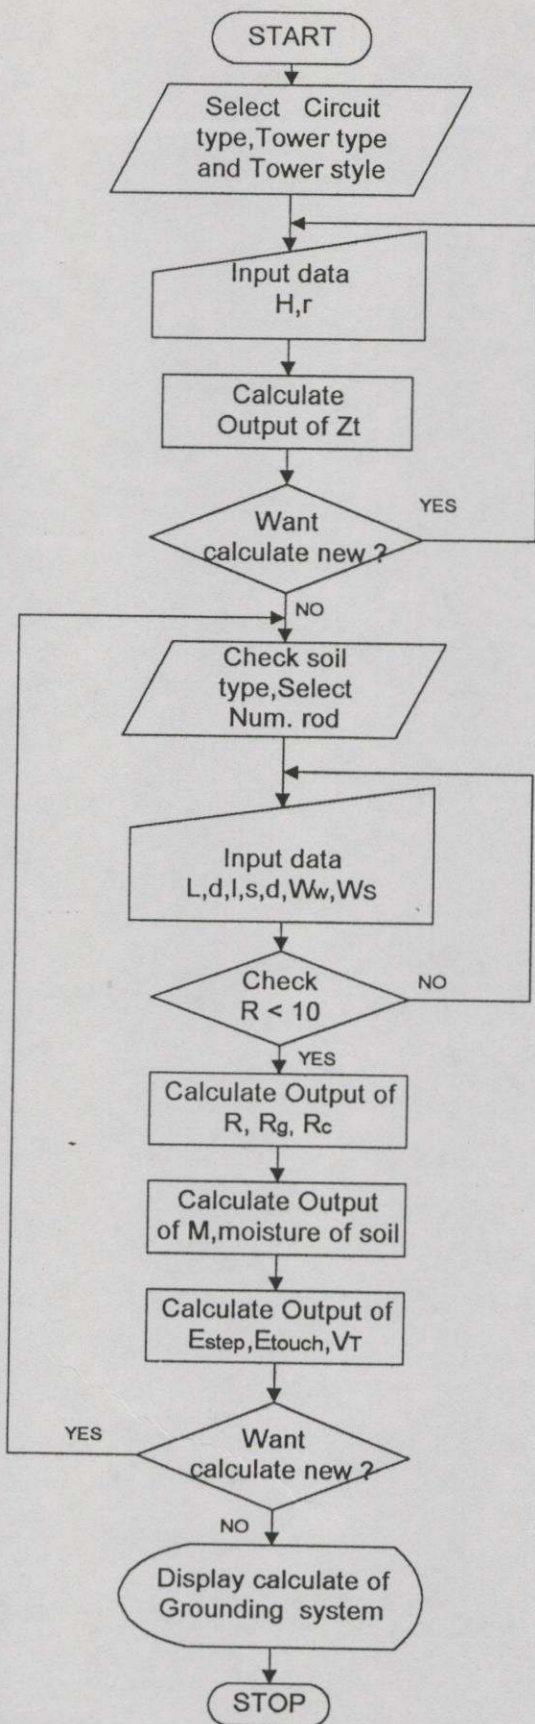 START
Select Circuit
type,Tower type
and Tower style
Input data
H,r
Calculate
Output of Zt
Want
calculate new ?
YES
NO
Check soil
type,Select
Num. rod
Input data
L,d,l,s,d,Ww,Ws
Check
R < 10
NO
YES
Calculate Output of
R, Rg, Rc
Calculate Output
of M,moisture of soil
Calculate Output of
Estep,Etouch,VT
Want
calculate new ?
YES
NO
Display calculate of
Grounding system
STOP